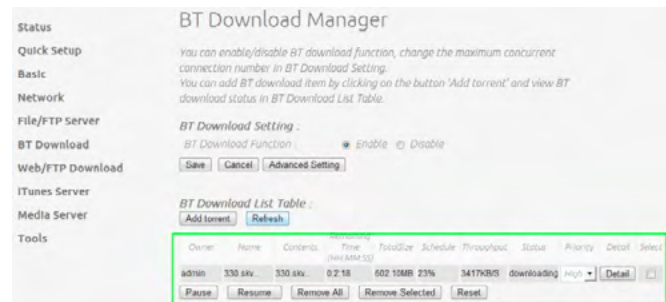 BT Download Manager
Status
Quick Setup
Basic
Network
File/FTP Server
BT Download
Web/FTP Download
ITunes Server
Media Server
Tools
You can enable/disable BT download function, change the maximum concurrent
connection number in BT Download Setting.
You can add BT download item by clicking on the button 'Add torrent' and view BT
download status in BT Download List Table.
BT Download Setting :
BT Download Function : Enable Disable
Save Cancel Advanced Setting
BT Download List Table :
Add torrent Refresh
Remaining
Owner Name Contents Time TotalSize Schedule Throughput Status Priority Detail Select
(HH:MM:SS)
admin 330.skv... 330.skv... 0:2:18 602.10MB 23% 3417KB/S downloading High Detail
Pause Resume Remove All Remove Selected Reset